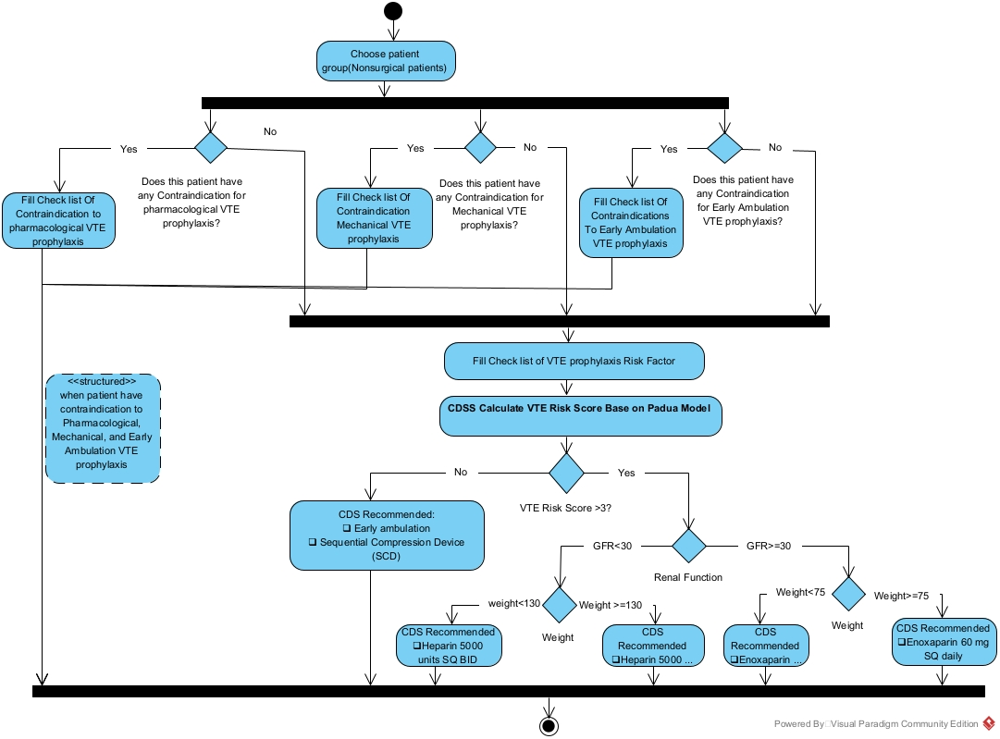 Choose patient
group(Nonsurgical patients)
No
Yes
Yes
No
Yes
No
Does this patient have
any Contraindication for
pharmacological VTE
prophylaxis?
Does this patient have
any Contraindication for
Mechanical VTE
prophylaxis?
Does this patient have
any Contraindication
for Early Ambulation
VTE prophylaxis?
Fill Check list Of
Contraindication to
pharmacological VTE
prophylaxis
Fill Check list Of
Contraindication
Mechanical VTE
prophylaxis
Fill Check list Of
Contraindications
To Early Ambulation
VTE prophylaxis
Fill Check list of VTE prophylaxis Risk Factor
<<structured>>
when patient have
contraindication to
Pharmacological,
Mechanical, and Early
Ambulation VTE
prophylaxis
CDSS Calculate VTE Risk Score Base on Padua Model
No
Yes
VTE Risk Score >3?
CDS Recommended:
❑ Early ambulation
❑ Sequential Compression Device
(SCD)
GFR<30
GFR>=30
Renal Function
weight<130
Weight >=130
Weight
Weight<75
Weight>=75
Weight
CDS Recommended
❑Heparin 5000
units SQ BID
CDS
Recommended
❑Heparin 5000 ...
CDS
Recommended
❑Enoxaparin ...
CDS Recommended
❑Enoxaparin 60 mg
SQ daily
Powered By Visual Paradigm Community Edition